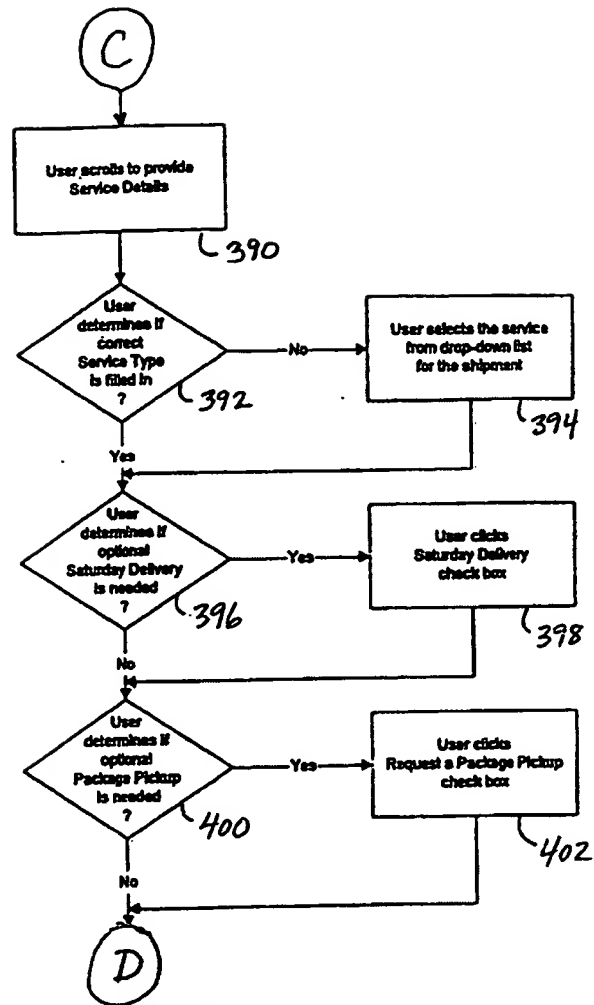 C
User scrolls to provide
Service Details
390
User
determines if
correct
Service Type
is filled in
?
392
No
User selects the service
from drop-down list
for the shipment
394
Yes
User
determines if
optional
Saturday Delivery
is needed
?
396
Yes
User clicks
Saturday Delivery
check box
398
No
User
determines if
optional
Package Pickup
is needed
?
400
Yes
User clicks
Request a Package Pickup
check box
402
No
D